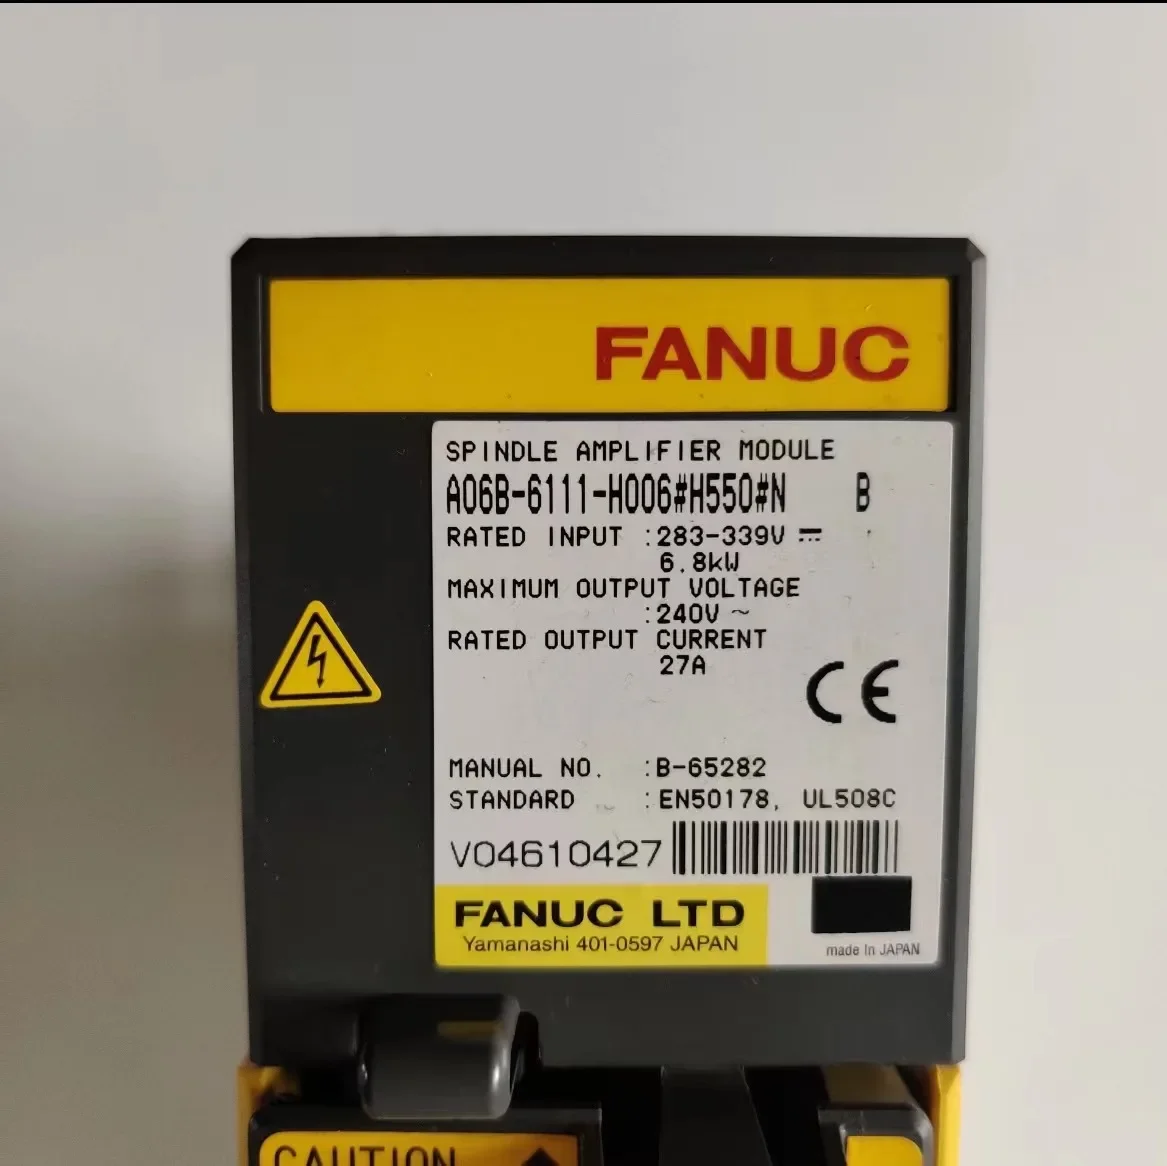 FANUC
SPINDLE AMPLIFIER MODULE
A06B-6111-H006#H550#N B
RATED INPUT :283-339V ⎓
6.8kW
MAXIMUM OUTPUT VOLTAGE
:240V ~
RATED OUTPUT CURRENT
27A
CE
MANUAL NO. :B-65282
STANDARD :EN50178, UL508C
V04610427
FANUC LTD
Yamanashi 401-0597 JAPAN
made in JAPAN
CAUTION